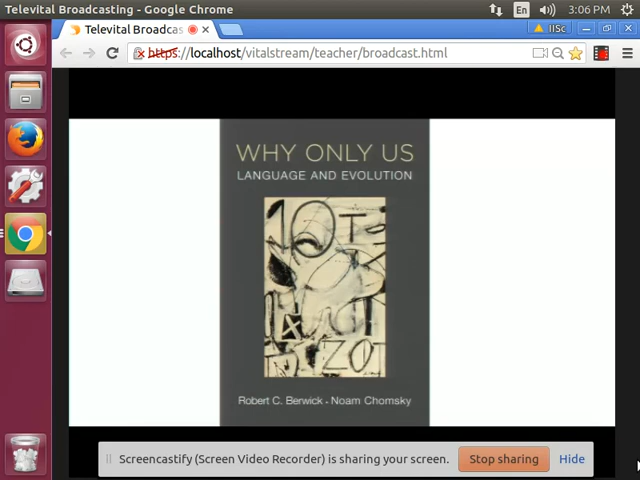 Televital Broadcasting - Google Chrome
En
3:06 PM
Televital Broadcas
IISc
https://localhost/vitalstream/teacher/broadcast.html
WHY ONLY US
LANGUAGE AND EVOLUTION
ZOT
Robert C. Berwick - Noam Chomsky
Screencastify (Screen Video Recorder) is sharing your screen.
Stop sharing
Hide